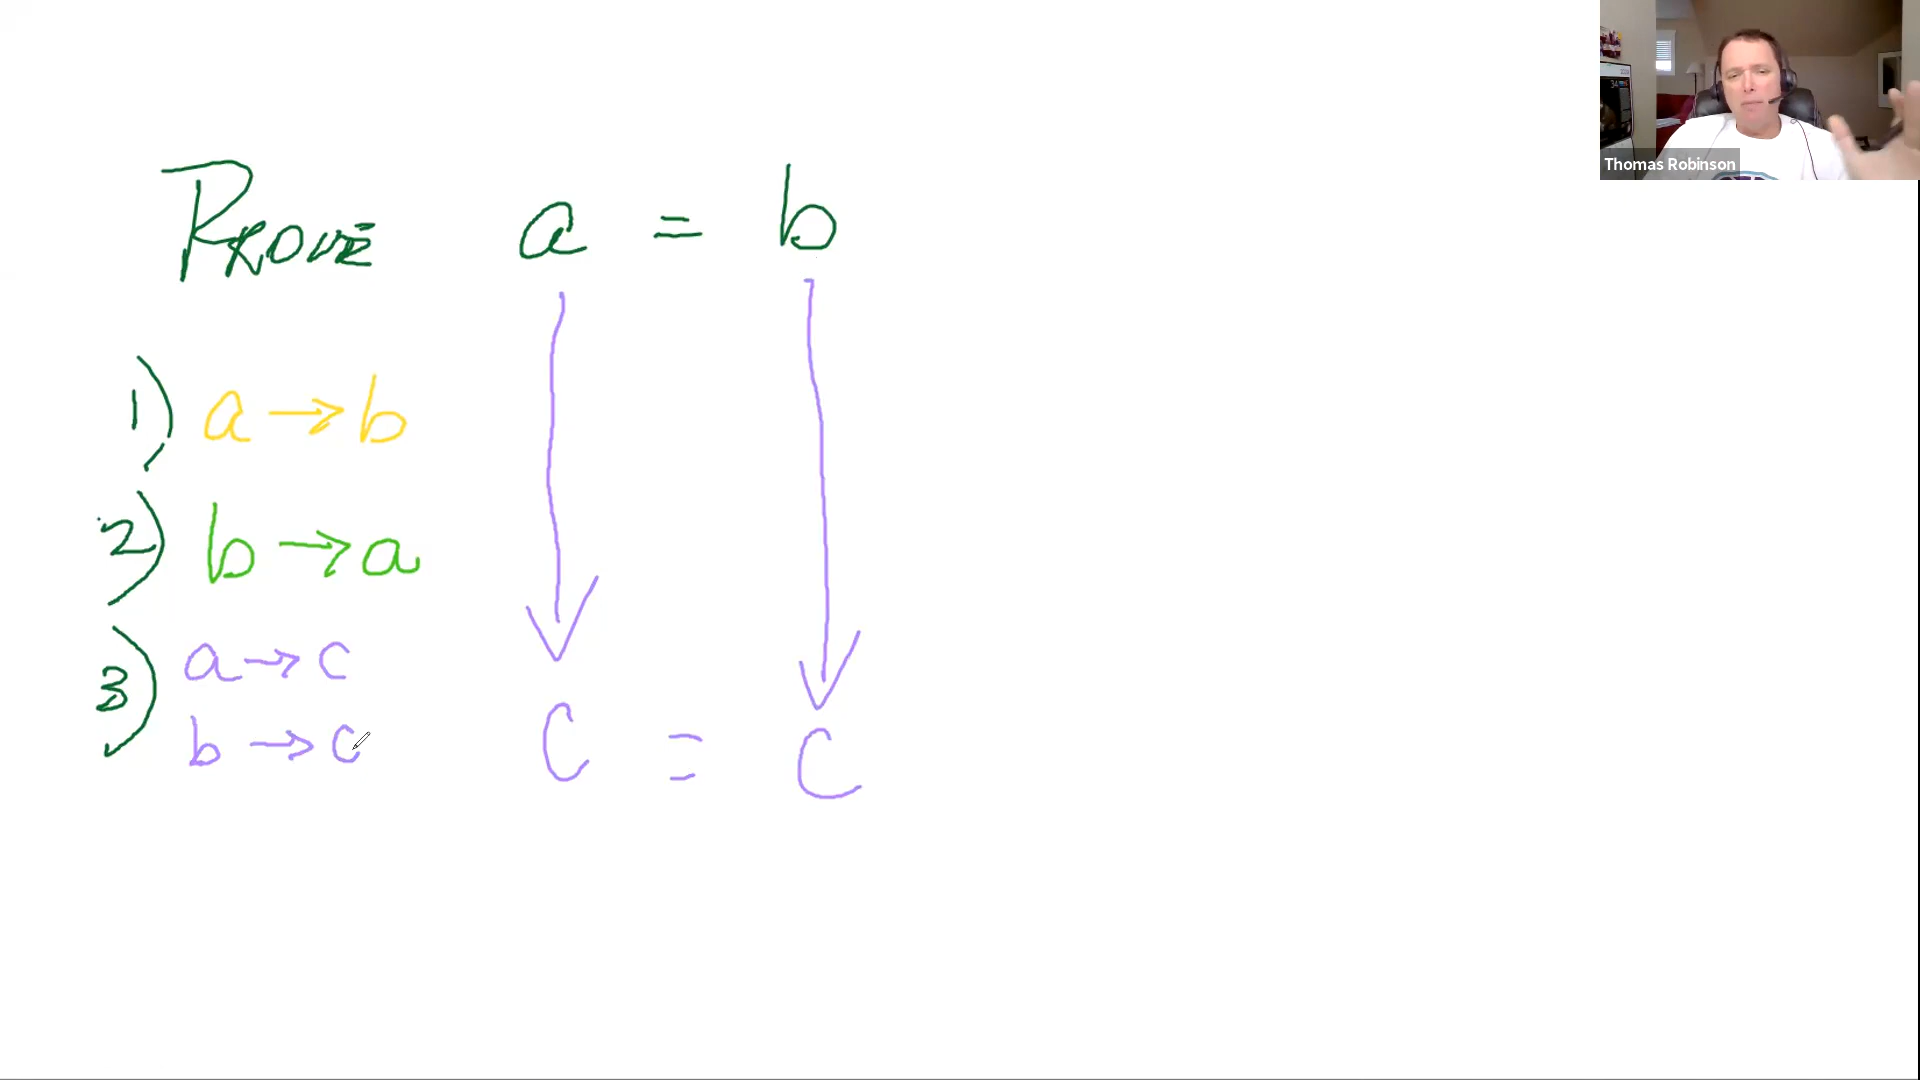 PROVE a = b
1) a → b
2) b → a
3) a → c
b → c
C = C
Thomas Robinson